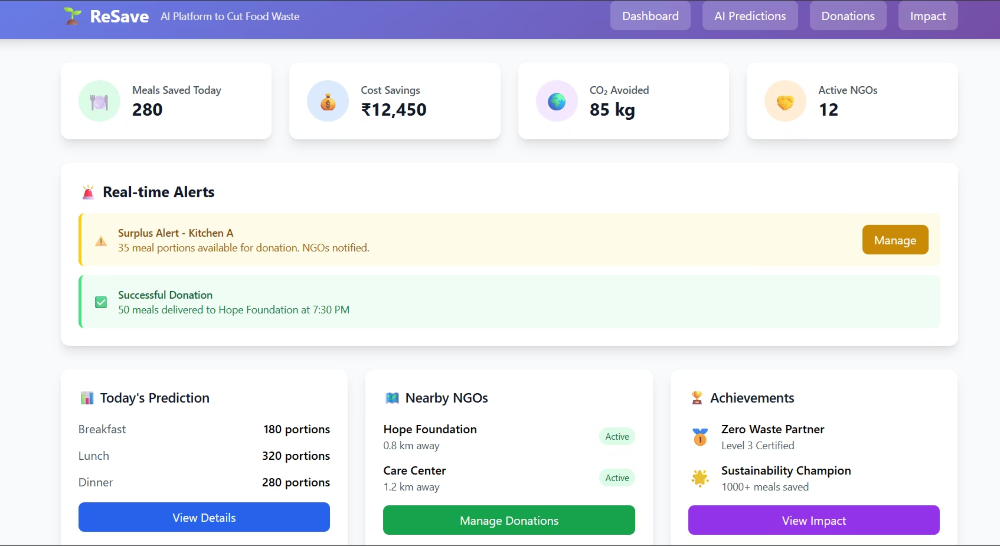 ReSave AI Platform to Cut Food Waste Dashboard AI Predictions Donations Impact
Meals Saved Today
280
Cost Savings
₹12,450
CO₂ Avoided
85 kg
Active NGOs
12
Real-time Alerts
Surplus Alert - Kitchen A
35 meal portions available for donation. NGOs notified.
Manage
Successful Donation
50 meals delivered to Hope Foundation at 7:30 PM
Today's Prediction
Breakfast 180 portions
Lunch 320 portions
Dinner 280 portions
View Details
Nearby NGOs
Hope Foundation
0.8 km away
Active
Care Center
1.2 km away
Active
Manage Donations
Achievements
Zero Waste Partner
Level 3 Certified
Sustainability Champion
1000+ meals saved
View Impact